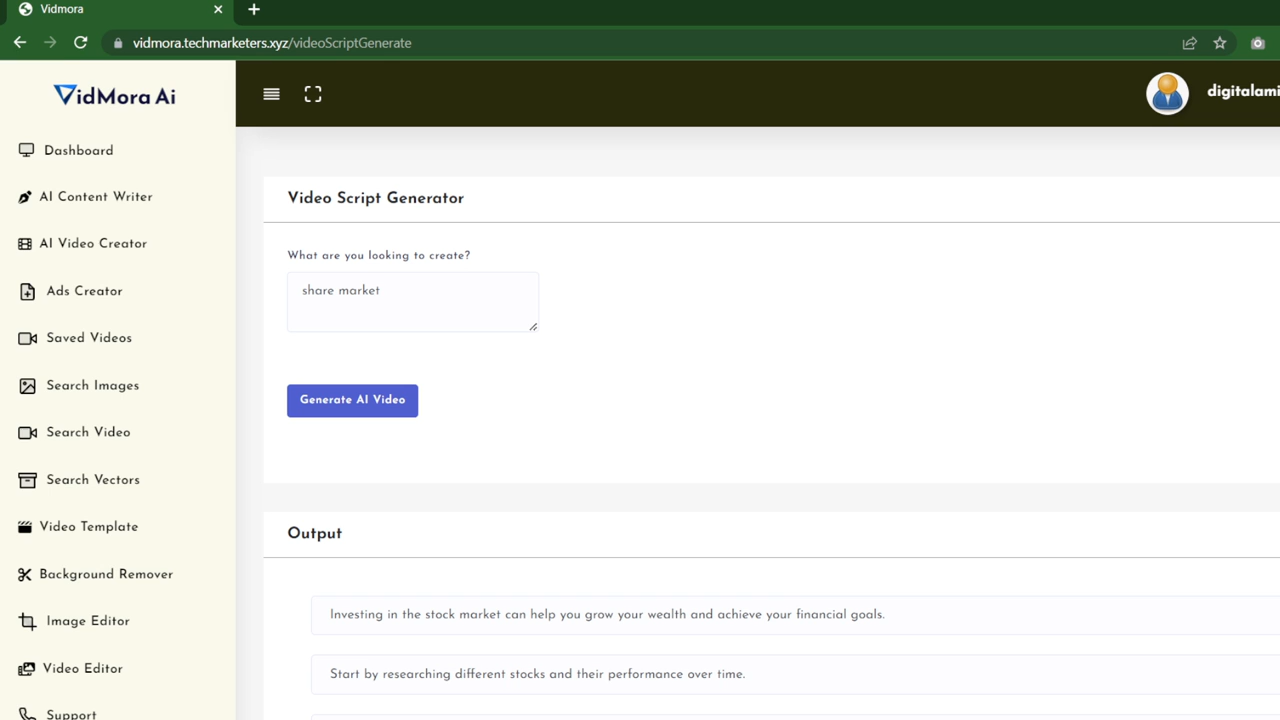 Vidmora
vidmora.techmarketers.xyz/videoScriptGenerate
VidMora Ai
digitalami
Dashboard
AI Content Writer
AI Video Creator
Ads Creator
Saved Videos
Search Images
Search Video
Search Vectors
Video Template
Background Remover
Image Editor
Video Editor
Support
Video Script Generator
What are you looking to create?
share market
Generate AI Video
Output
Investing in the stock market can help you grow your wealth and achieve your financial goals.
Start by researching different stocks and their performance over time.